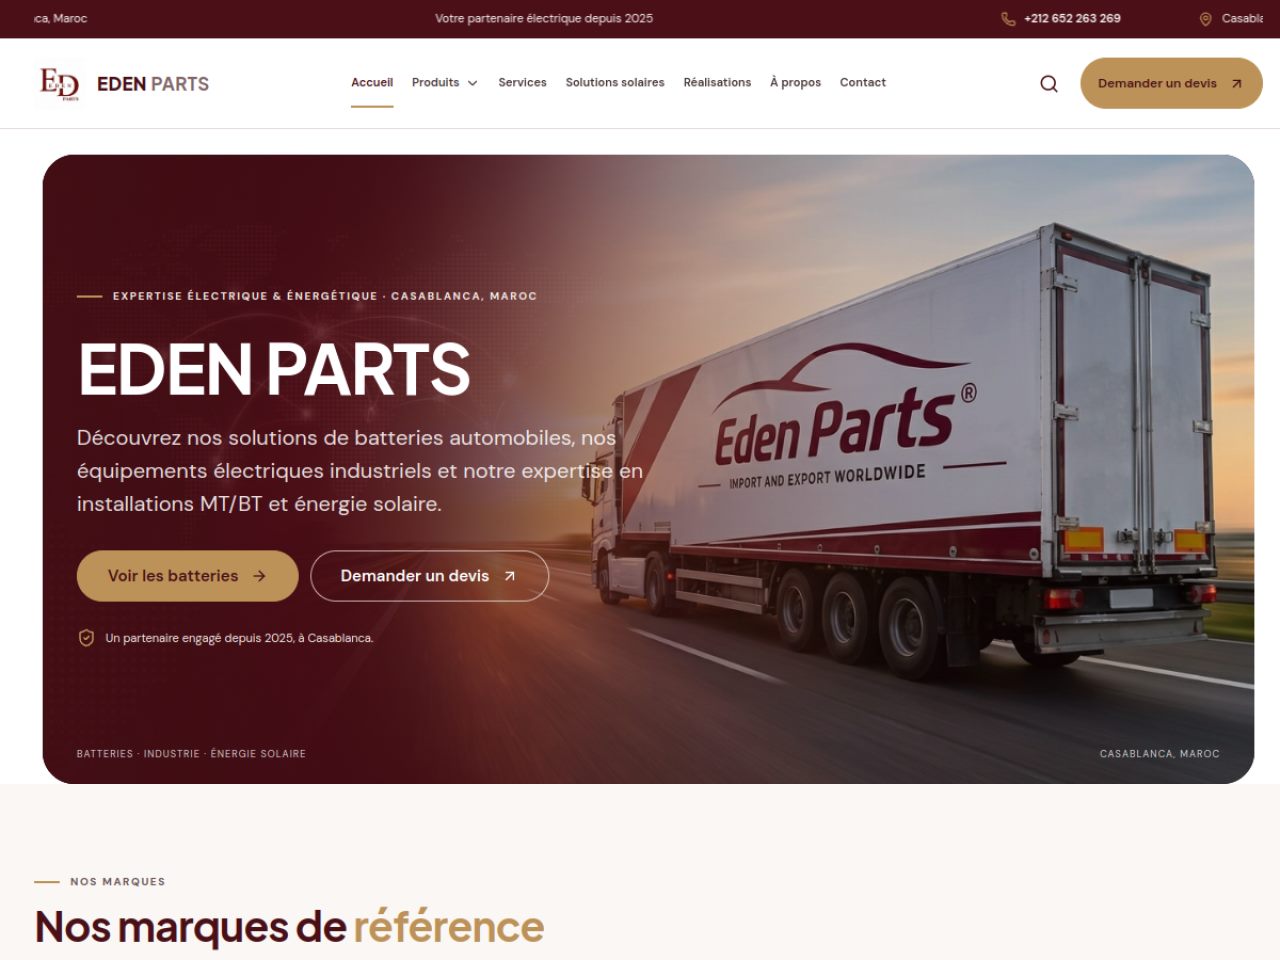 ca, Maroc
Votre partenaire électrique depuis 2025
+212 652 263 269
Casabla
ED
EDEN
PARTS
EDEN PARTS
Accueil
Produits
Services
Solutions solaires
Réalisations
À propos
Contact
Demander un devis
EXPERTISE ÉLECTRIQUE & ÉNERGÉTIQUE · CASABLANCA, MAROC
EDEN PARTS
Découvrez nos solutions de batteries automobiles, nos
équipements électriques industriels et notre expertise en
installations MT/BT et énergie solaire.
Voir les batteries
Demander un devis
Un partenaire engagé depuis 2025, à Casablanca.
Eden Parts®
IMPORT AND EXPORT WORLDWIDE
BATTERIES · INDUSTRIE · ÉNERGIE SOLAIRE
CASABLANCA, MAROC
NOS MARQUES
Nos marques de référence